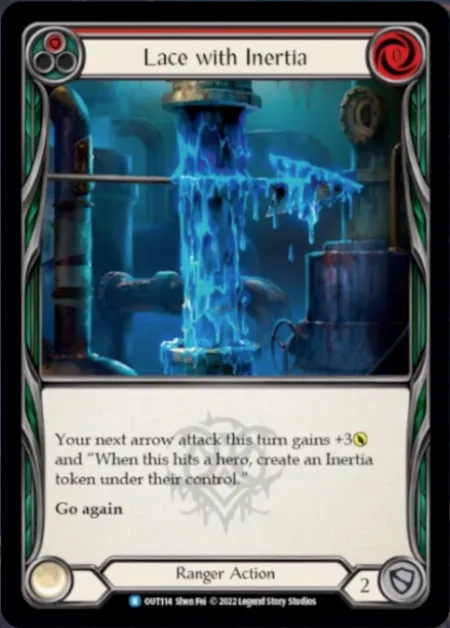 Lace with Inertia
0
Your next arrow attack this turn gains +3
and “When this hits a hero, create an Inertia
token under their control.”
Go again
Ranger Action
2
R OUT114 Shen Fei © 2022 Legend Story Studios